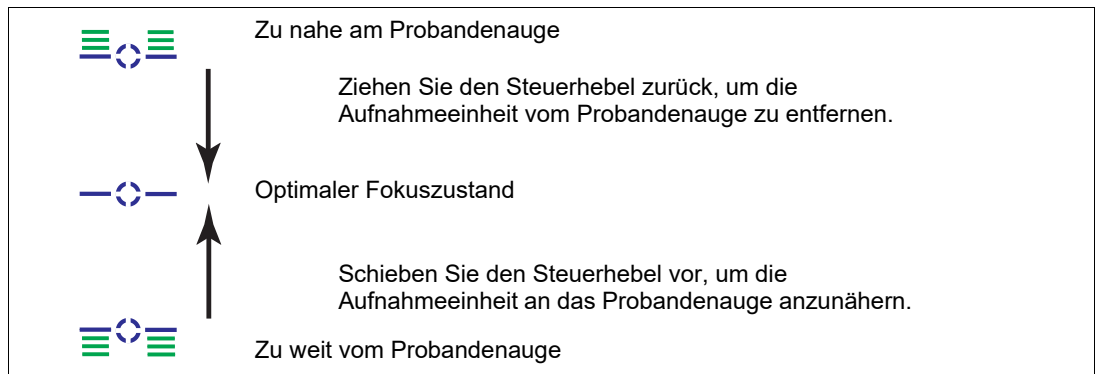 Zu nahe am Probandenauge
Ziehen Sie den Steuerhebel zurück, um die
Aufnahmeeinheit vom Probandenauge zu entfernen.
Optimaler Fokuszustand
Schieben Sie den Steuerhebel vor, um die
Aufnahmeeinheit an das Probandenauge anzunähern.
Zu weit vom Probandenauge